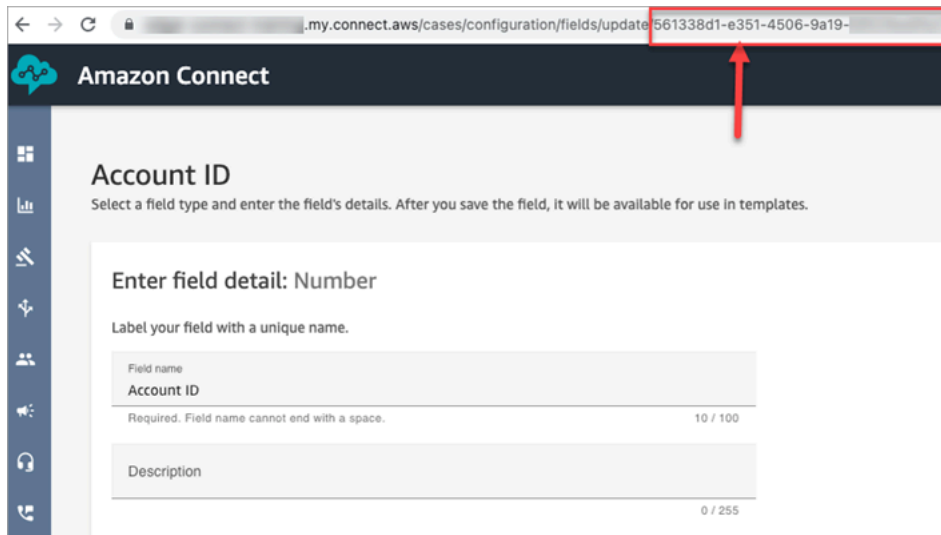 .my.connect.aws/cases/configuration/fields/update/561338d1-e351-4506-9a19-
Amazon Connect
Account ID
Select a field type and enter the field's details. After you save the field, it will be available for use in templates.
Enter field detail: Number
Label your field with a unique name.
Field name
Account ID
Required. Field name cannot end with a space.
10 / 100
Description
0 / 255